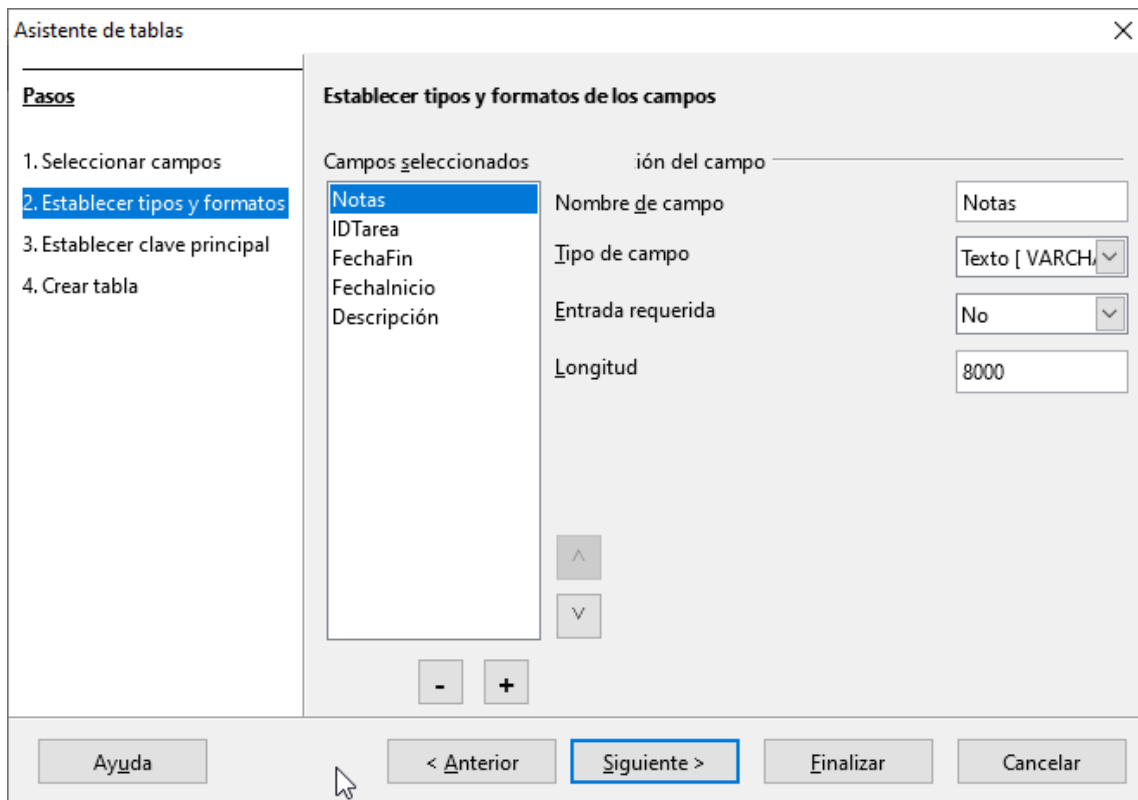 Asistente de tablas
Pasos
1. Seleccionar campos
2. Establecer tipos y formatos
3. Establecer clave principal
4. Crear tabla
Establecer tipos y formatos de los campos
Campos seleccionados
Notas
IDTarea
FechaFin
FechaInicio
Descripción
- +
ión del campo
Nombre de campo Notas
Tipo de campo Texto [ VARCHA
Entrada requerida No
Longitud 8000
Ayuda < Anterior Siguiente > Finalizar Cancelar